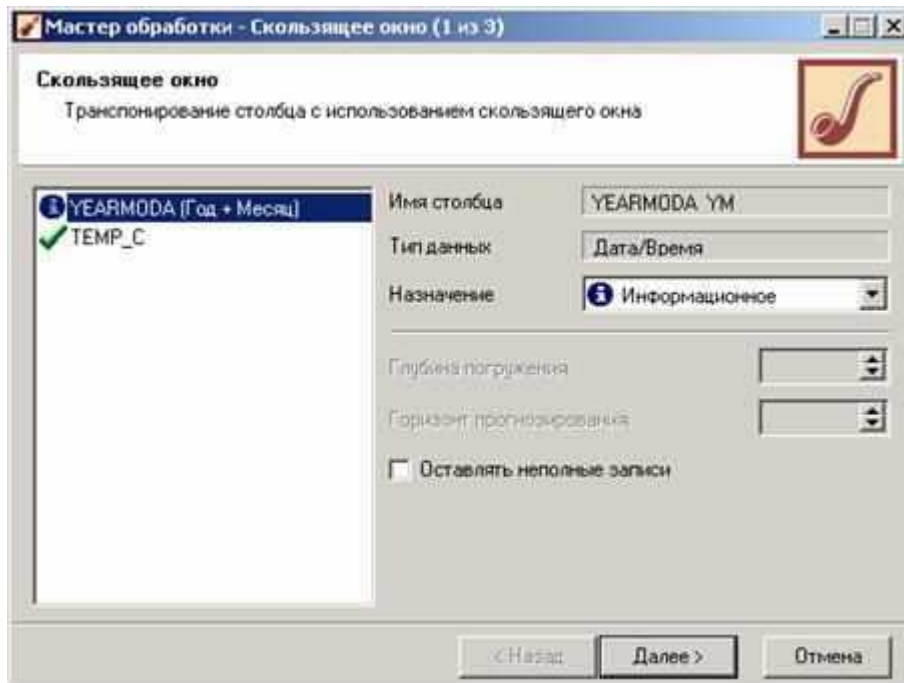 Мастер обработки - Скользящее окно (1 из 3)
Скользящее окно
Транспонирование столбца с использованием скользящего окна
YEARMODA (Год + Месяц)
TEMP_C
Имя столбца
YEARMODA_YM
Тип данных
Дата/Время
Назначение
Информационное
Глубина погружения
Горизонт прогнозирования
Оставлять неполные записи
< Назад
Далее >
Отмена